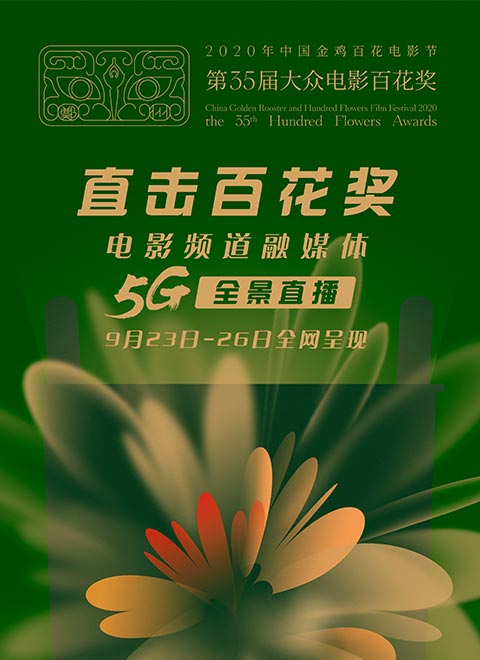 2020年中国金鸡百花电影节
第35届大众电影百花奖
China Golden Rooster and Hundred Flowers Film Festival 2020
the 35th Hundred Flowers Awards
直击百花奖
电影频道融媒体
5G 全景直播
9月23日-26日全网呈现